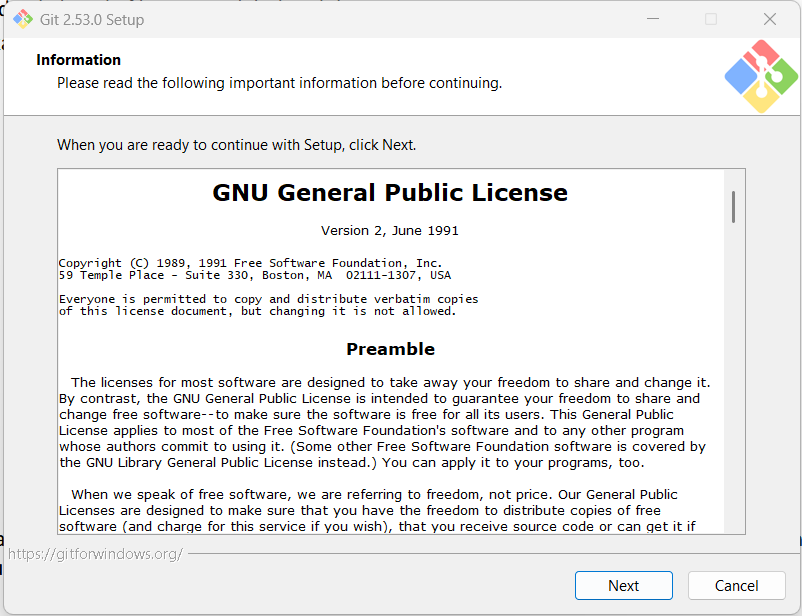 Git 2.53.0 Setup
Information
Please read the following important information before continuing.
When you are ready to continue with Setup, click Next.
GNU General Public License
Version 2, June 1991
Copyright (C) 1989, 1991 Free Software Foundation, Inc.
59 Temple Place - Suite 330, Boston, MA  02111-1307, USA
Everyone is permitted to copy and distribute verbatim copies
of this license document, but changing it is not allowed.
Preamble
The licenses for most software are designed to take away your freedom to share and change it.
By contrast, the GNU General Public License is intended to guarantee your freedom to share and
change free software--to make sure the software is free for all its users. This General Public
License applies to most of the Free Software Foundation's software and to any other program
whose authors commit to using it. (Some other Free Software Foundation software is covered by
the GNU Library General Public License instead.) You can apply it to your programs, too.
When we speak of free software, we are referring to freedom, not price. Our General Public
Licenses are designed to make sure that you have the freedom to distribute copies of free
software (and charge for this service if you wish), that you receive source code or can get it if
https://gitforwindows.org/
Next
Cancel